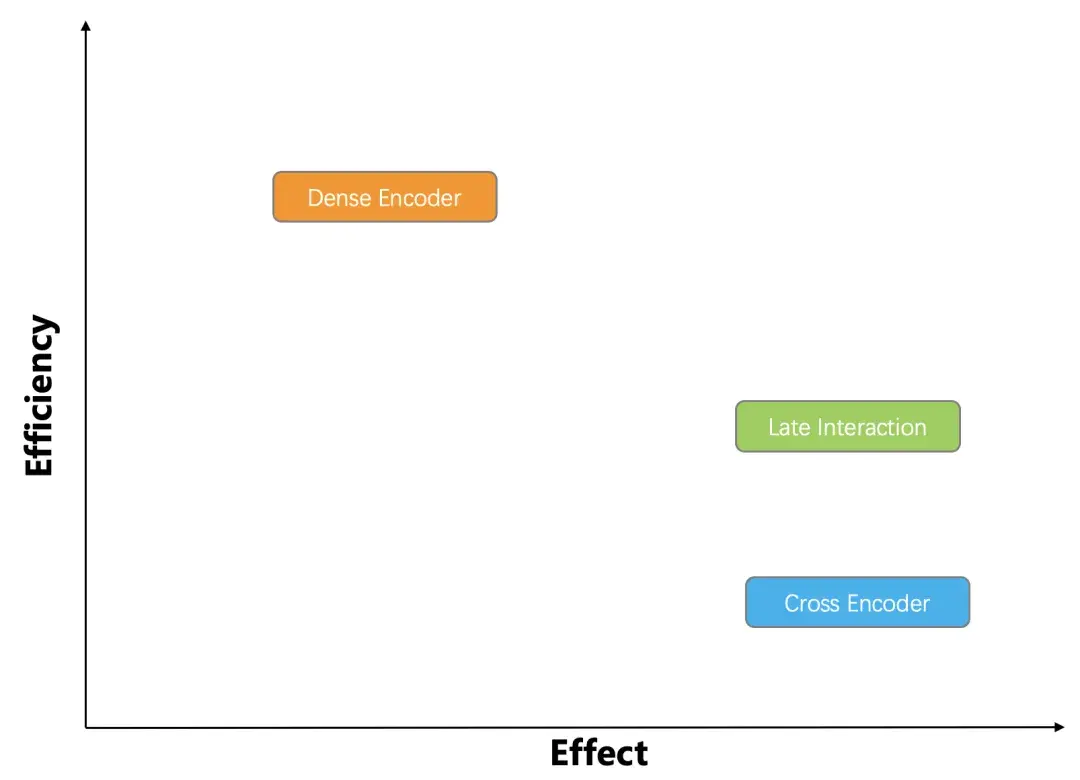 Dense Encoder
Efficiency
Late Interaction
Cross Encoder
Effect